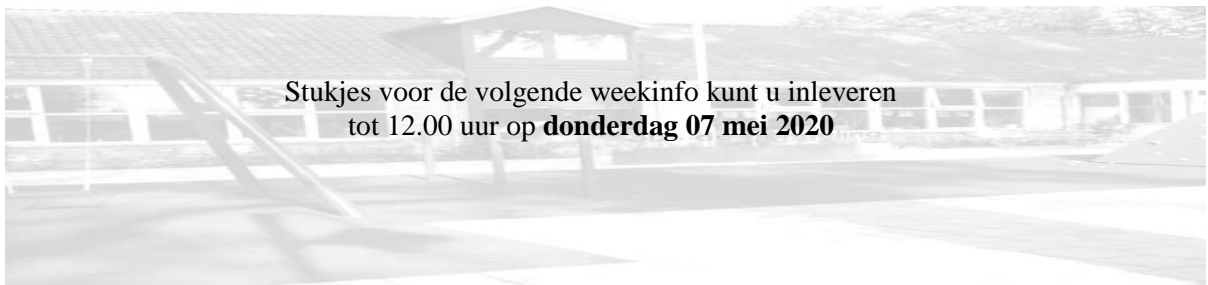 Stukjes voor de volgende weekinfo kunt u inleveren
tot 12.00 uur op donderdag 07 mei 2020